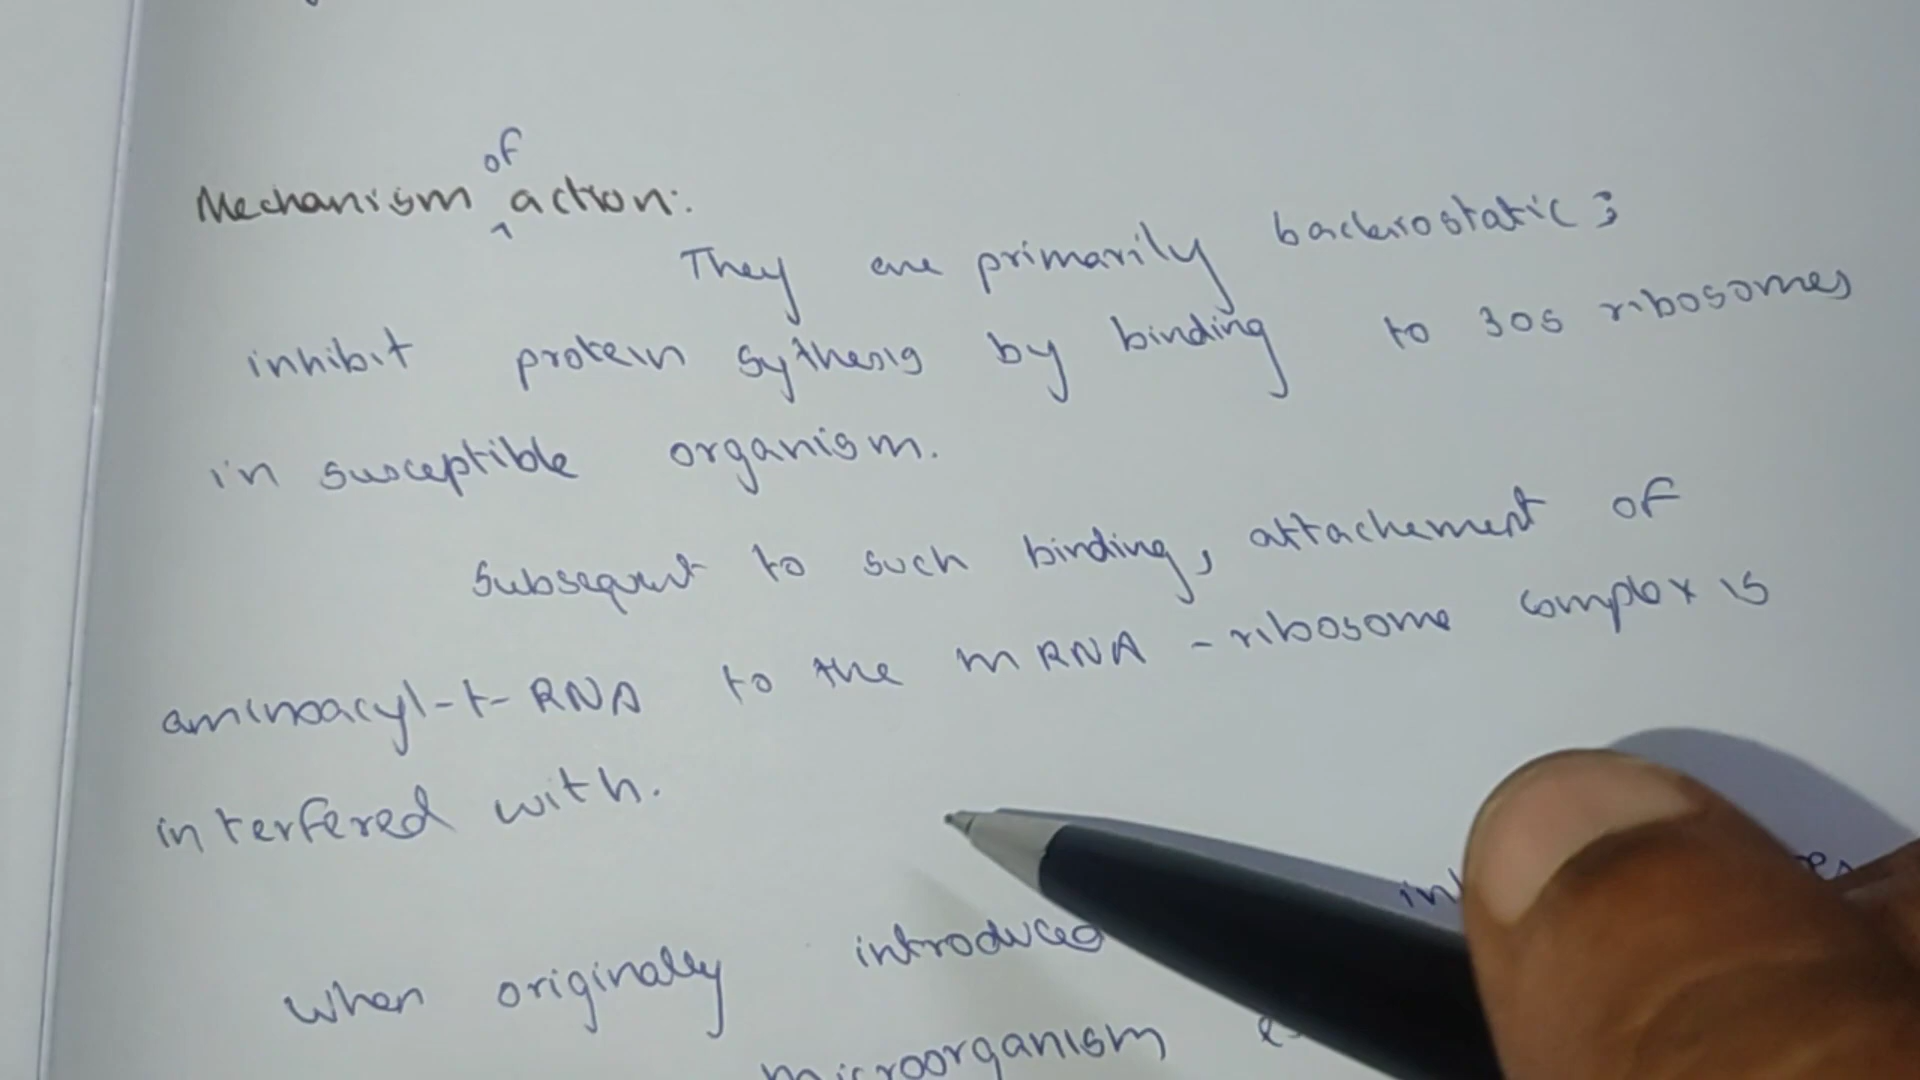 Mechanism of action:
They are primarily bacteriostatic;
inhibit protein sythesis by binding to 30s ribosomes
in susceptible organism.
Subsequent to such binding, attachement of
aminoacyl-t-RNA to the mRNA - ribosome complex is
interfered with.
When originally introduced
microorganism